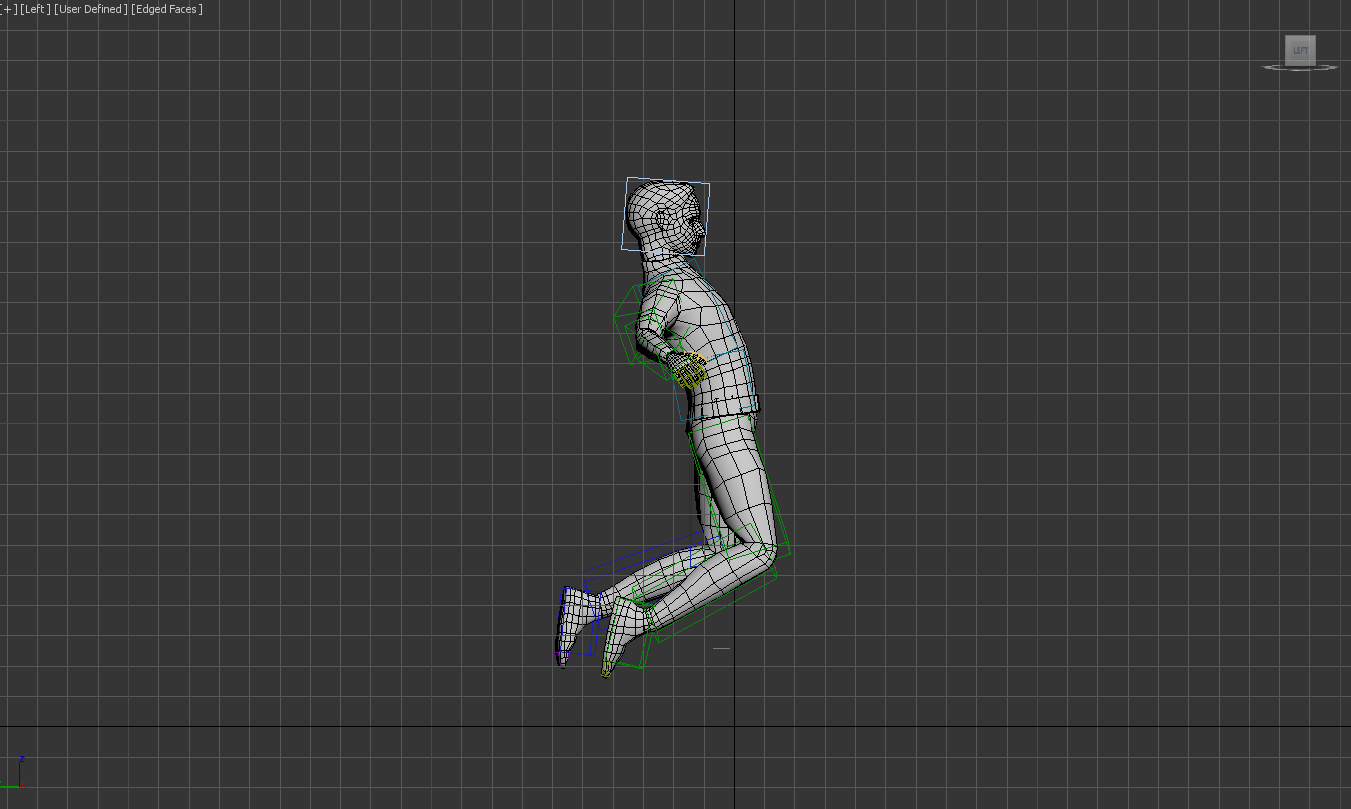 [+] [Left] [User Defined] [Edged Faces]
LEFT
z